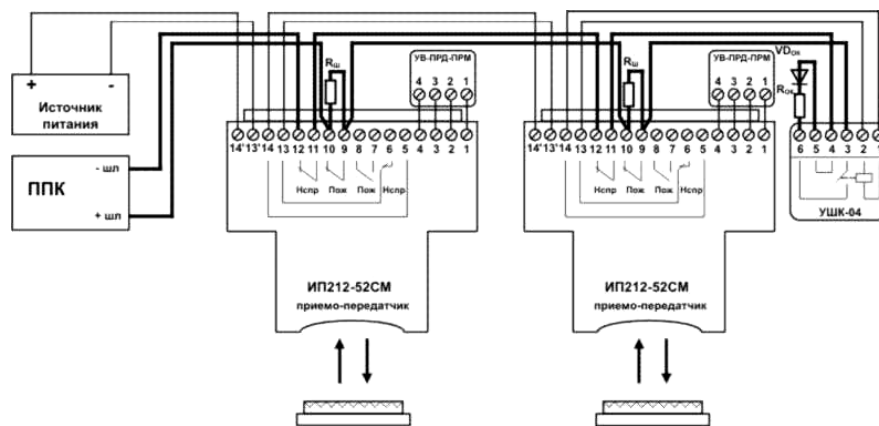 + -
Источник
питания
ППК
- шл
+ шл
Rш
УВ-ПРД-ПРМ
4 3 2 1
14' 13' 14 13 12 11 10 9 8 7 6 5 4 3 2 1
Нспр Пож Пож Нспр
ИП212-52СМ
приемо-передатчик
Rш
УВ-ПРД-ПРМ
4 3 2 1
14' 13' 14 13 12 11 10 9 8 7 6 5 4 3 2 1
Нспр Пож Пож Нспр
ИП212-52СМ
приемо-передатчик
VDок
Rок
6 5 4 3 2 1
УШК-04